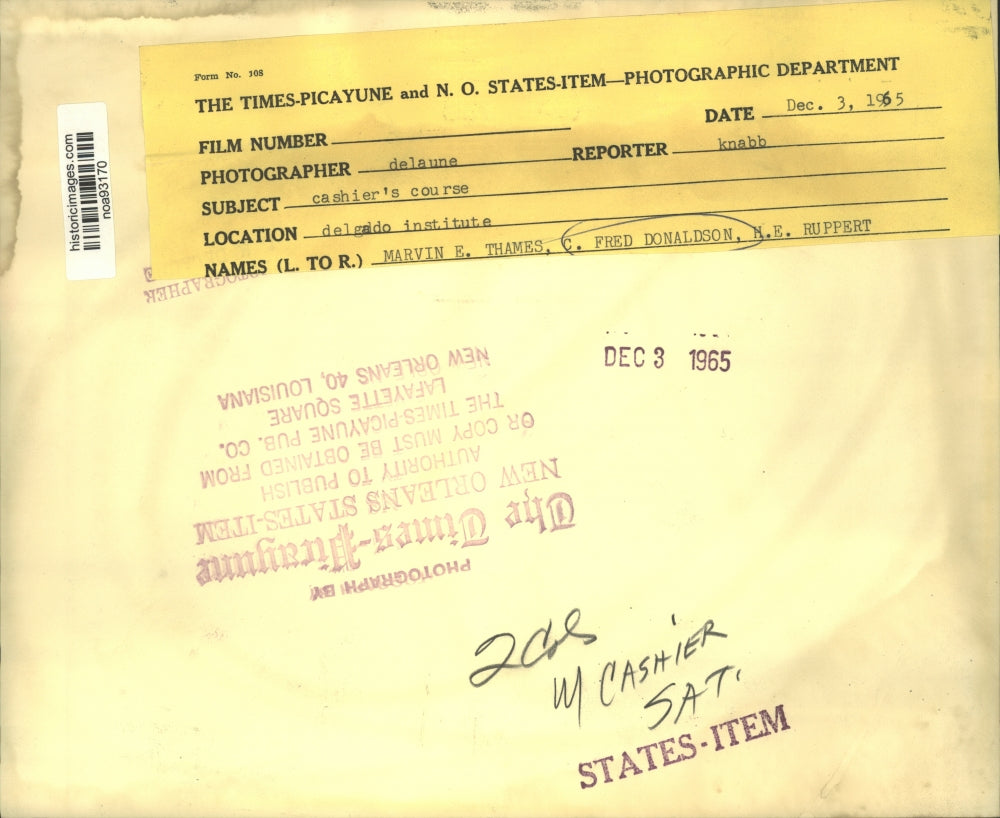 Form No. 108
THE TIMES-PICAYUNE and N. O. STATES-ITEM—PHOTOGRAPHIC DEPARTMENT
DATE Dec. 3, 1965
FILM NUMBER
PHOTOGRAPHER delaune REPORTER knabb
SUBJECT cashier's course
LOCATION delgado institute
NAMES (L. TO R.) MARVIN E. THAMES, C. FRED DONALDSON, M.E. RUPPERT
historicimages.com
noa93170
PHOTOGRAPHER
DEC 3 1965
PHOTOGRAPH BY
The Times-Picayune
NEW ORLEANS STATES-ITEM
AUTHORITY TO PUBLISH
OR COPY MUST BE OBTAINED FROM
THE TIMES-PICAYUNE PUB. CO.
LAFAYETTE SQUARE
NEW ORLEANS 40, LOUISIANA
2 Cols
W/ CASHIER
SAT.
STATES-ITEM